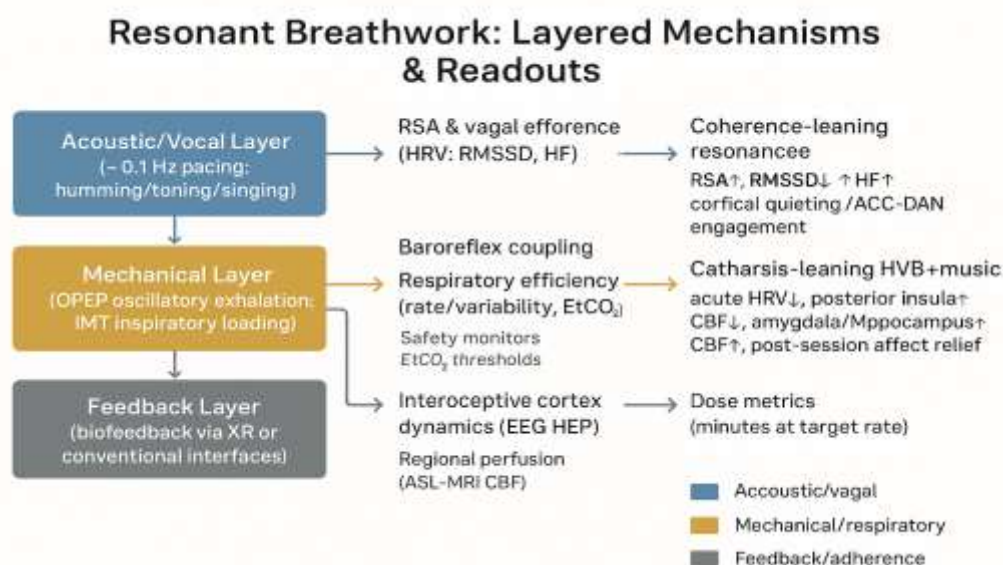 Resonant Breathwork: Layered Mechanisms
& Readouts
Acoustic/Vocal Layer
(~ 0.1 Hz pacing:
humming/toning/singing)
Mechanical Layer
(OPEP oscillatory exhalation:
IMT inspiratory loading)
Feedback Layer
(biofeedback via XR or
conventional interfaces)
RSA & vagal efforence
(HRV: RMSSD, HF)
Baroreflex coupling
Respiratory efficiency
(rate/variability, EtCO₂)
Safety monitors
EtCO₂ thresholds
Interoceptive cortex
dynamics (EEG HEP)
Regional perfusion
(ASL-MRI CBF)
Coherence-leaning
resonancee
RSA↑, RMSSD↓ ↑HF↑
corfical quieting /ACC-DAN
engagement
Catharsis-leaning HVB+music
acute HRV↓, posterior insula↑
CBF↓, amygdala/Mppocampus↑
CBF↑, post-session affect relief
Dose metrics
(minutes at target rate)
Accoustic/vagal
Mechanical/respiratory
Feedback/adherence